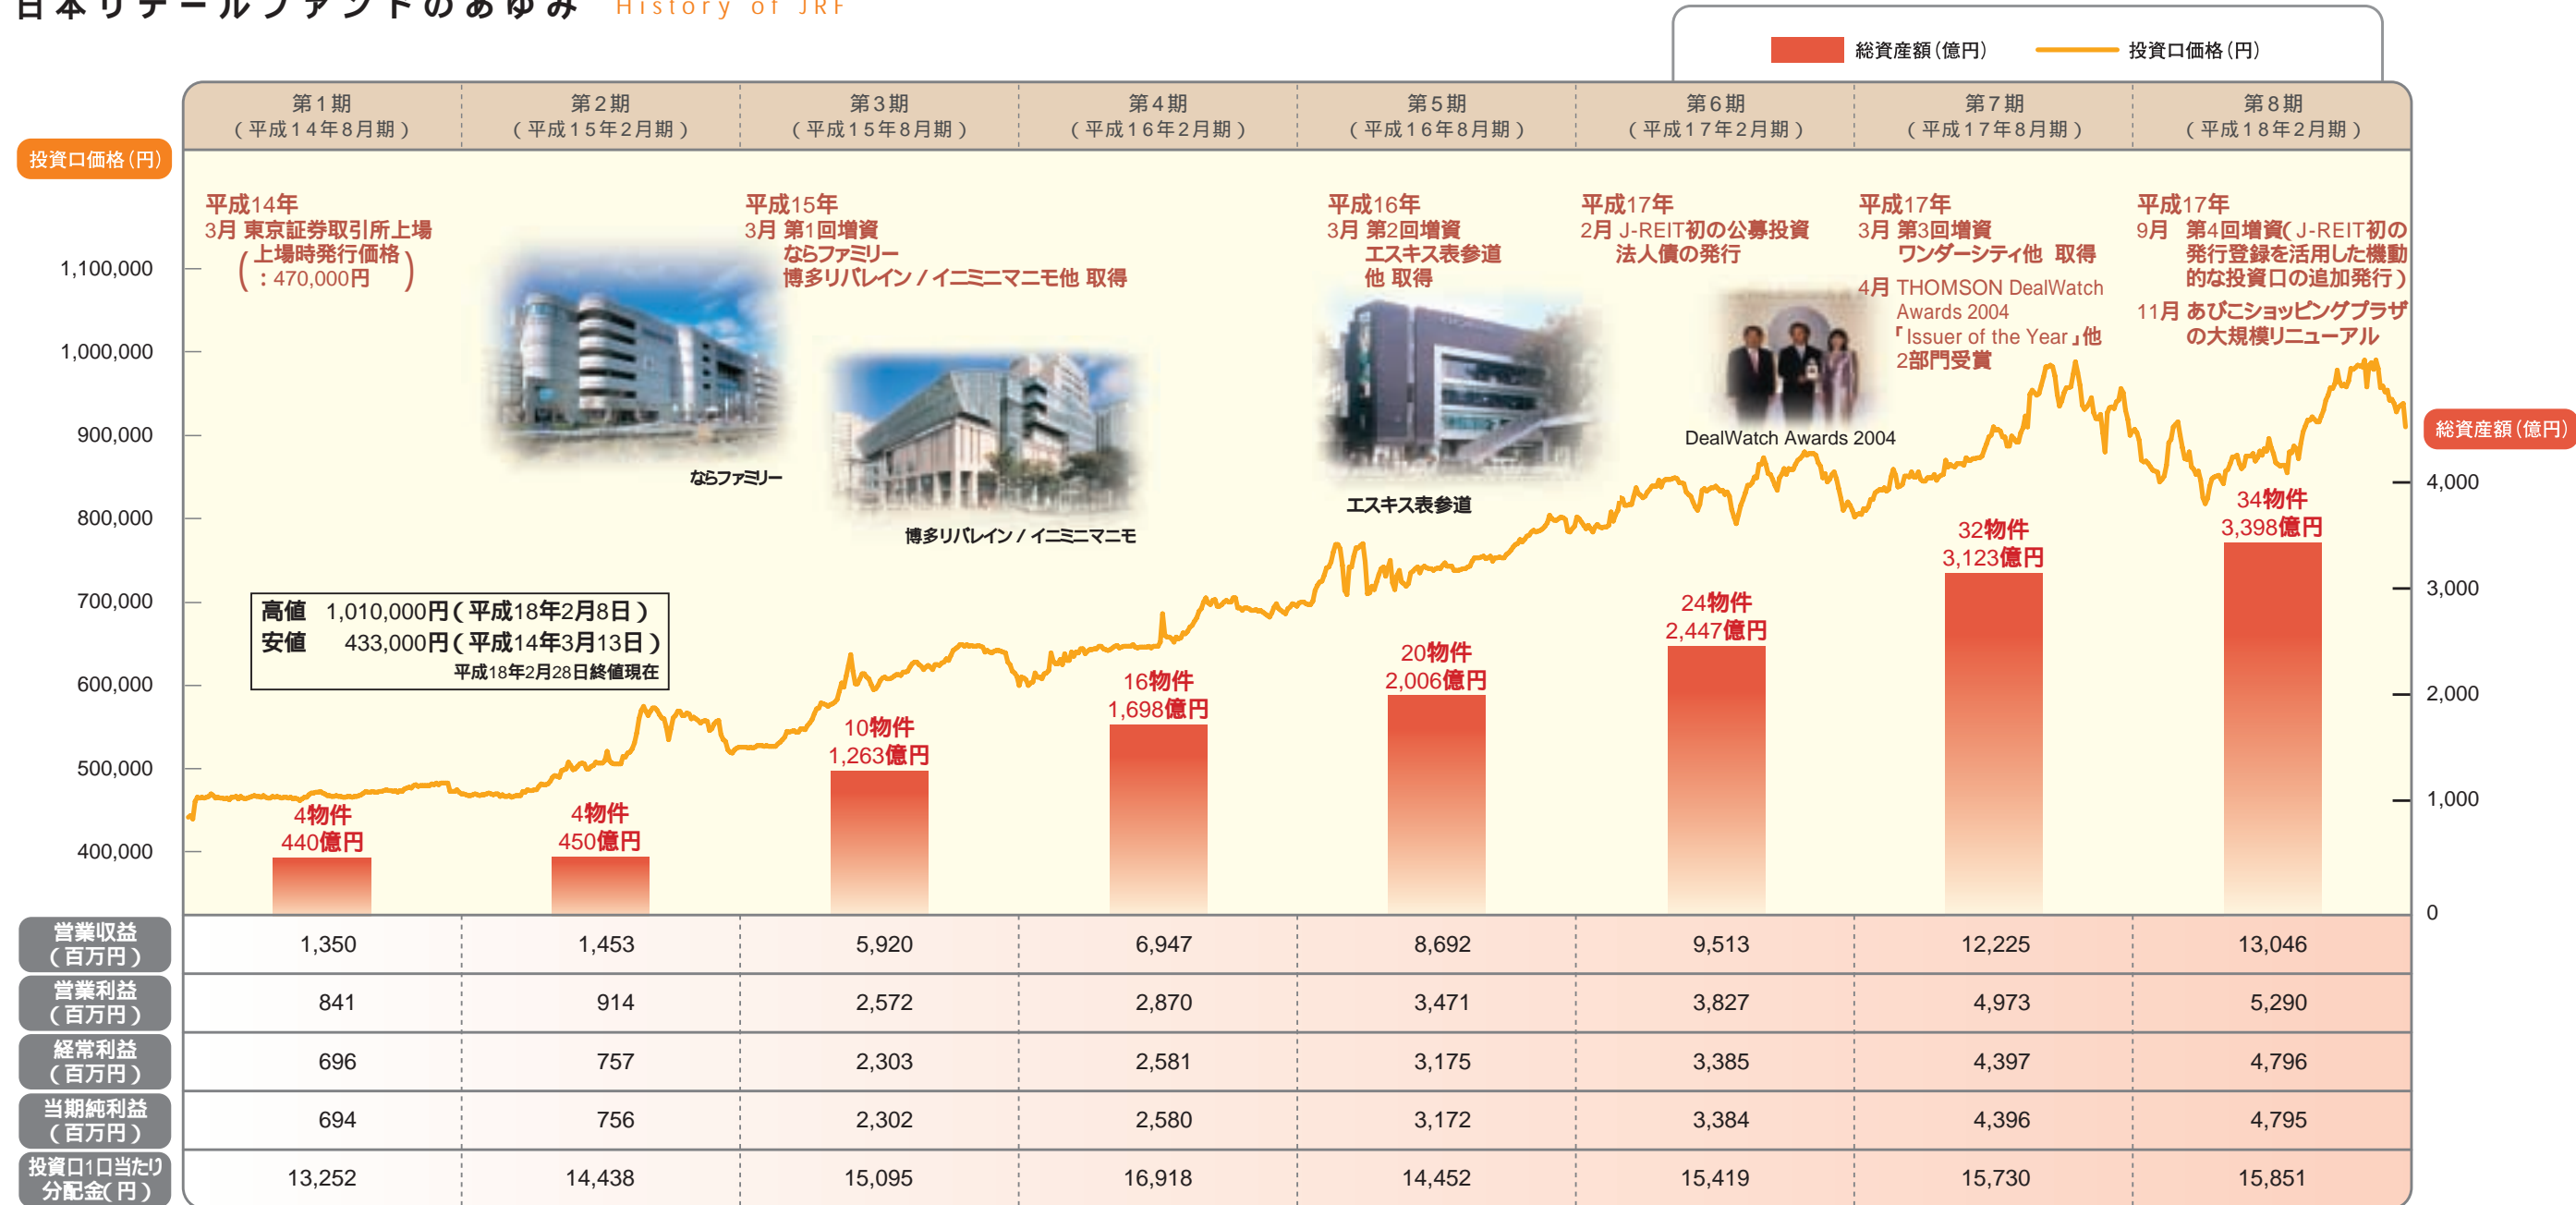 日本リテールファンドのあゆみ History of JRF
総資産額(億円) 投資口価格(円)
第1期 第2期 第3期 第4期 第5期 第6期 第7期 第8期
(平成14年8月期) (平成15年2月期) (平成15年8月期) (平成16年2月期) (平成16年8月期) (平成17年2月期) (平成17年8月期) (平成18年2月期)
投資口価格(円)
平成14年
3月 東京証券取引所上場
(上場時発行価格
:470,000円)
平成15年
3月 第1回増資
ならファミリー
博多リバレイン/イニミニマニモ他 取得
平成16年
3月 第2回増資
エスキス表参道
他 取得
平成17年
2月 J-REIT初の公募投資
法人債の発行
平成17年
3月 第3回増資
ワンダーシティ他 取得
4月 THOMSON DealWatch
Awards 2004
「Issuer of the Year」他
2部門受賞
平成17年
9月 第4回増資(J-REIT初の
発行登録を活用した機動
的な投資口の追加発行)
11月 あびこショッピングプラザ
の大規模リニューアル
1,100,000
1,000,000
900,000
800,000
700,000
600,000
500,000
400,000
ならファミリー
博多リバレイン/イニミニマニモ
エスキス表参道
DealWatch Awards 2004
高値 1,010,000円(平成18年2月8日)
安値 433,000円(平成14年3月13日)
平成18年2月28日終値現在
総資産額(億円)
4,000
3,000
2,000
1,000
0
4物件
440億円
4物件
450億円
10物件
1,263億円
16物件
1,698億円
20物件
2,006億円
24物件
2,447億円
32物件
3,123億円
34物件
3,398億円
営業収益
(百万円)
1,350 1,453 5,920 6,947 8,692 9,513 12,225 13,046
営業利益
(百万円)
841 914 2,572 2,870 3,471 3,827 4,973 5,290
経常利益
(百万円)
696 757 2,303 2,581 3,175 3,385 4,397 4,796
当期純利益
(百万円)
694 756 2,302 2,580 3,172 3,384 4,396 4,795
投資口1口当たり
分配金(円)
13,252 14,438 15,095 16,918 14,452 15,419 15,730 15,851